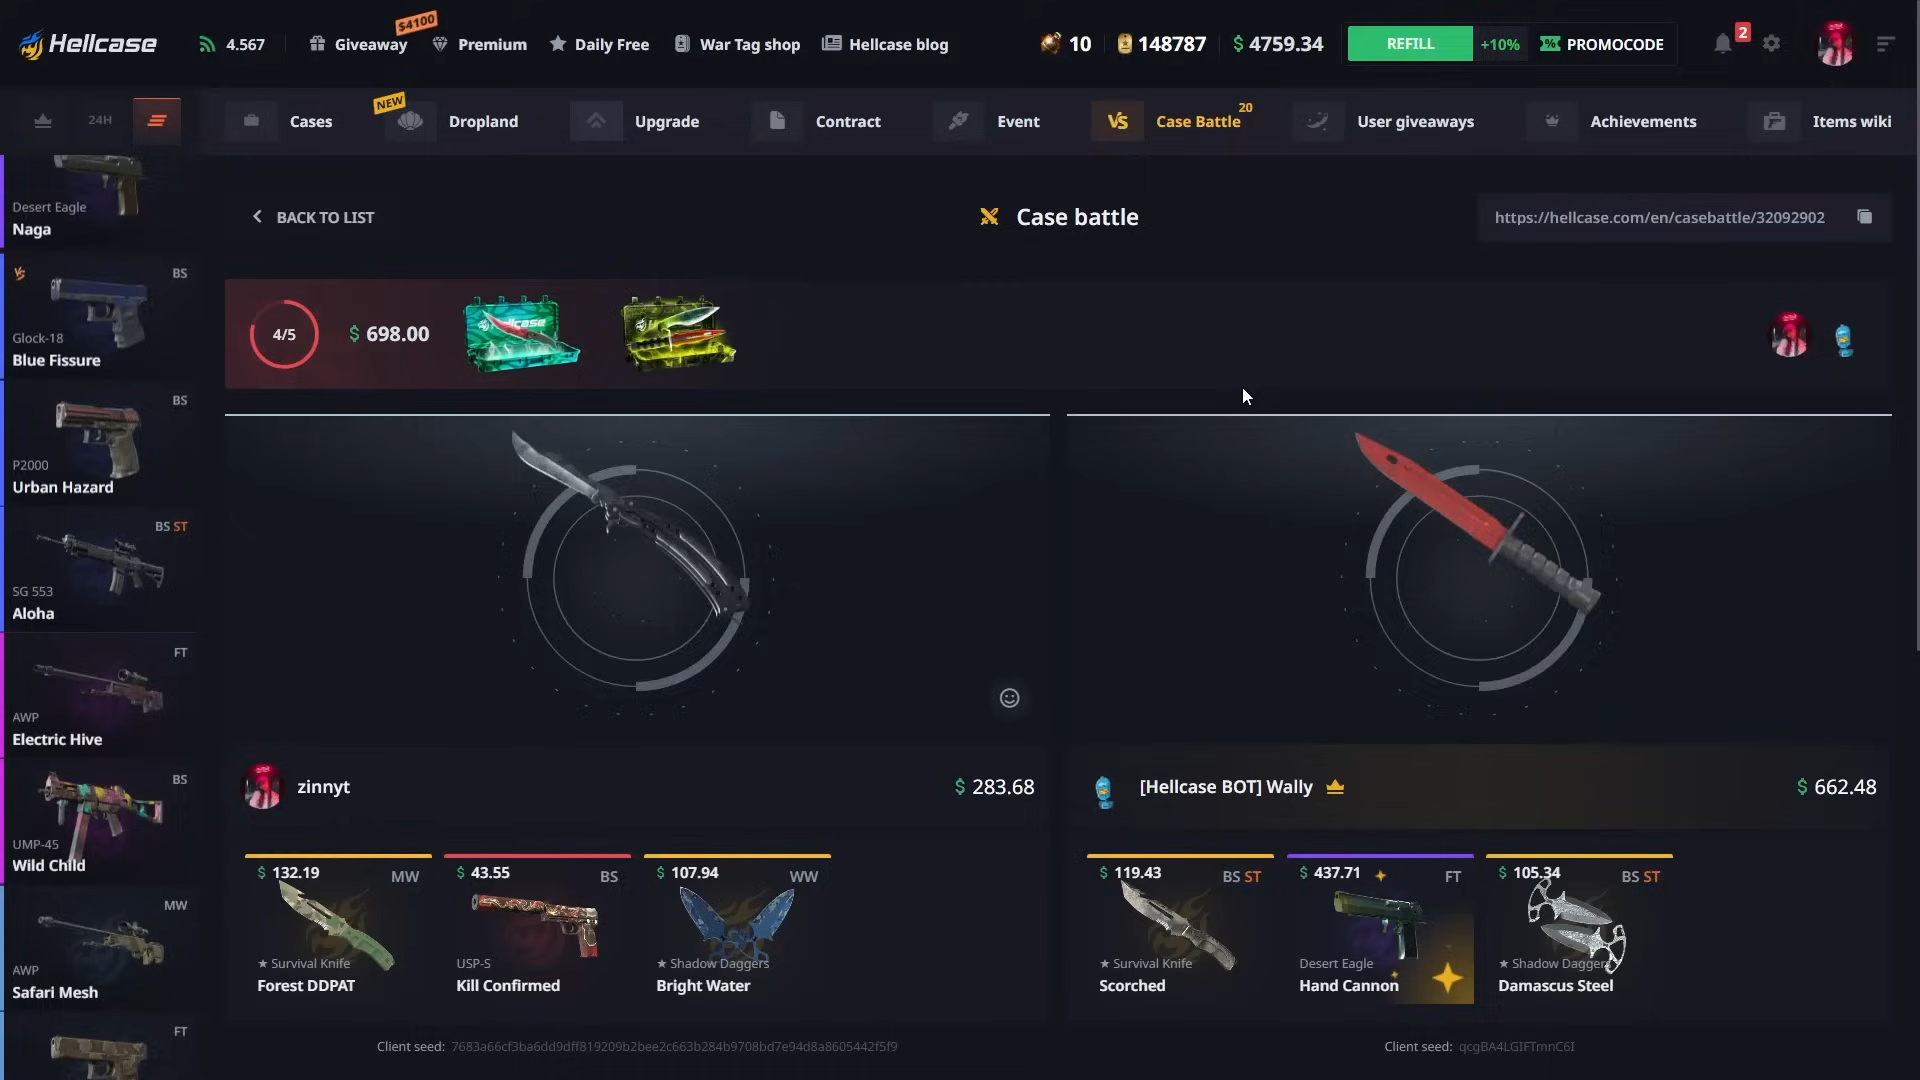 Hellcase
4.567
Giveaway
$4100
Premium
Daily Free
War Tag shop
Hellcase blog
10
148787
$ 4759.34
REFILL
+10%
% PROMOCODE
2
24H
Cases
NEW
Dropland
Upgrade
Contract
Event
VS Case Battle
20
User giveaways
Achievements
Items wiki
Desert Eagle
Naga
VS
BS
Glock-18
Blue Fissure
BS
P2000
Urban Hazard
BS ST
SG 553
Aloha
FT
AWP
Electric Hive
BS
UMP-45
Wild Child
MW
AWP
Safari Mesh
FT
BACK TO LIST
Case battle
https://hellcase.com/en/casebattle/32092902
4/5
$ 698.00
zinnyt
$ 283.68
[Hellcase BOT] Wally
$ 662.48
$ 132.19
MW
★ Survival Knife
Forest DDPAT
$ 43.55
BS
USP-S
Kill Confirmed
$ 107.94
WW
★ Shadow Daggers
Bright Water
$ 119.43
BS ST
★ Survival Knife
Scorched
$ 437.71
FT
Desert Eagle
Hand Cannon
$ 105.34
BS ST
★ Shadow Daggers
Damascus Steel
Client seed: 7683a66cf3ba6dd9dff819209b2bee2c663b284b9708bd7e94d8a8605442f5f9
Client seed: qcgBA4LGIFTmnC6I